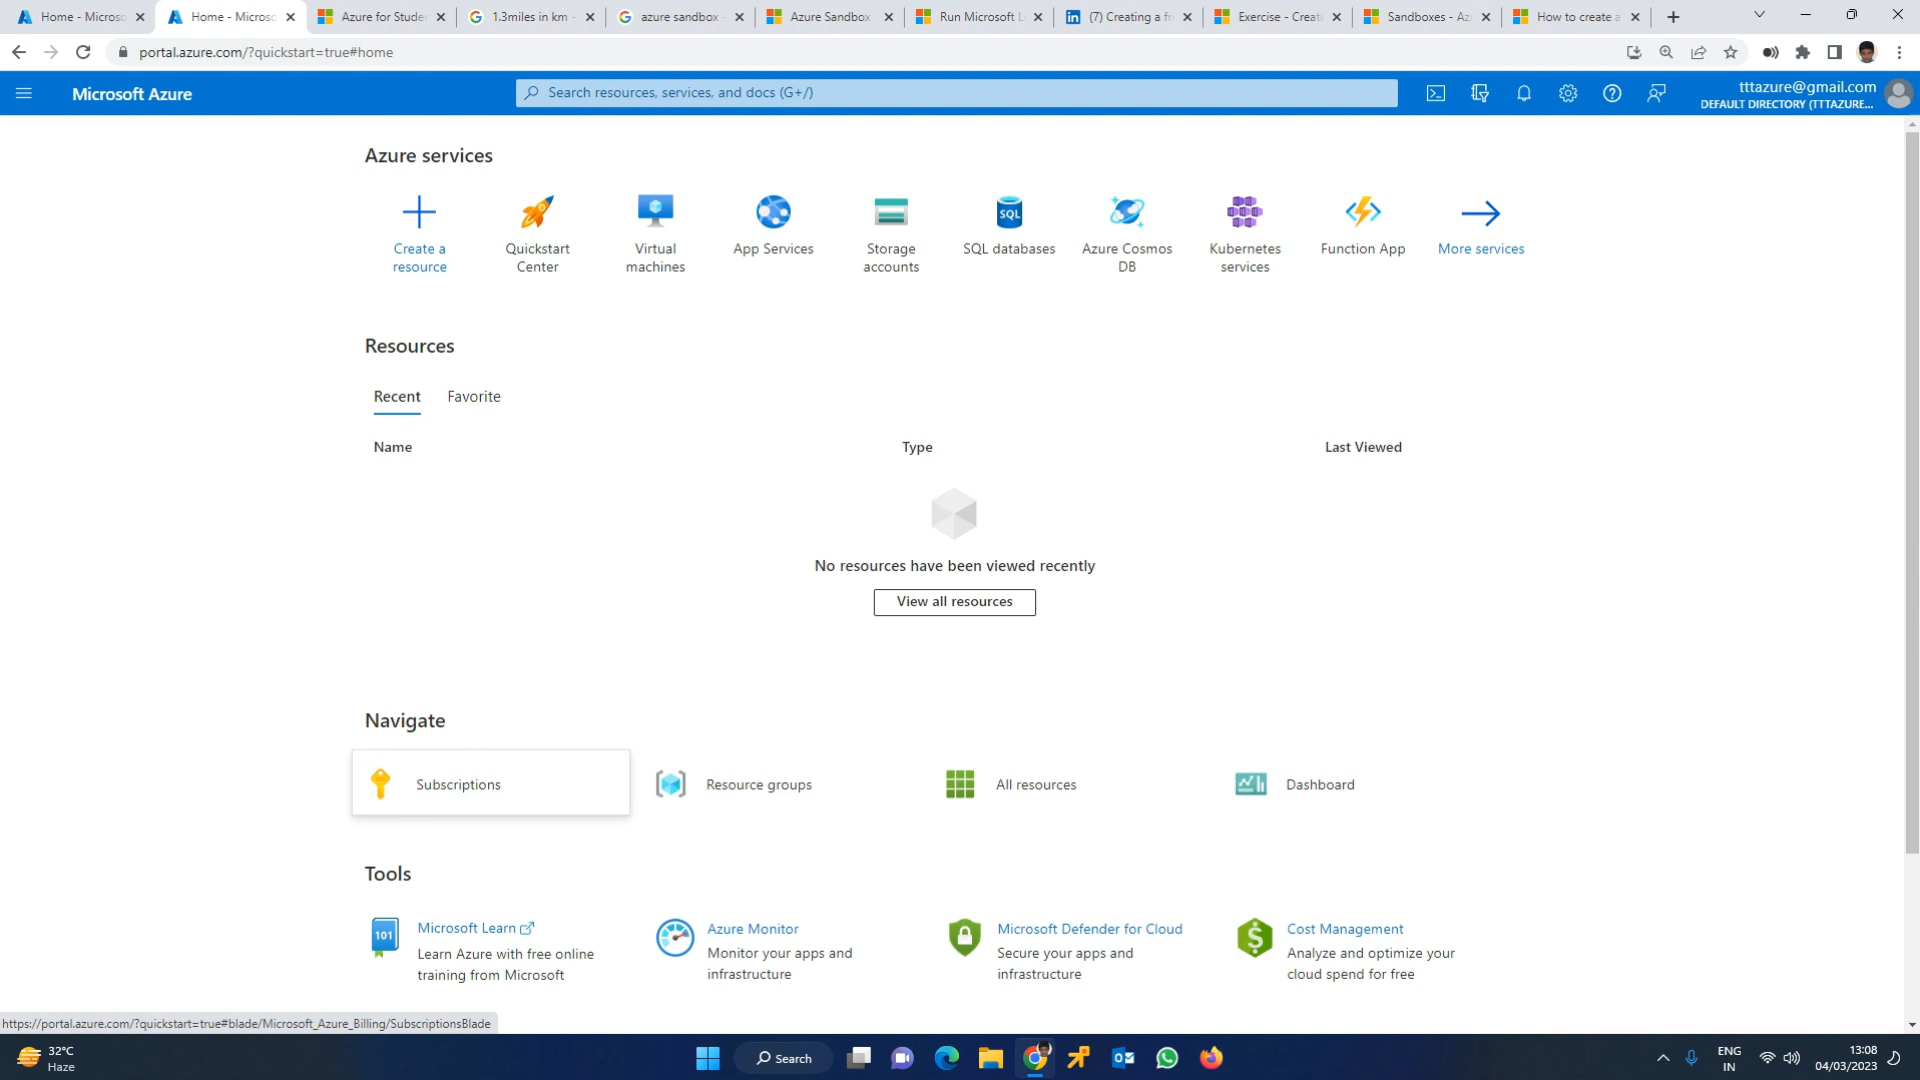 Home - Microso
Home - Microso
Azure for Stude
1.3miles in km -
azure sandbox -
Azure Sandbox
Run Microsoft L
(7) Creating a fr
Exercise - Creat
Sandboxes - Az
How to create a
portal.azure.com/?quickstart=true#home
Microsoft Azure
Search resources, services, and docs (G+/)
tttazure@gmail.com
DEFAULT DIRECTORY (TTTAZURE...
Azure services
Create a
resource
Quickstart
Center
Virtual
machines
App Services
Storage
accounts
SQL
SQL databases
Azure Cosmos
DB
Kubernetes
services
Function App
More services
Resources
Recent
Favorite
Name
Type
Last Viewed
No resources have been viewed recently
View all resources
Navigate
Subscriptions
Resource groups
All resources
Dashboard
Tools
101
Microsoft Learn
Learn Azure with free online
training from Microsoft
Azure Monitor
Monitor your apps and
infrastructure
Microsoft Defender for Cloud
Secure your apps and
infrastructure
Cost Management
Analyze and optimize your
cloud spend for free
https://portal.azure.com/?quickstart=true#blade/Microsoft_Azure_Billing/SubscriptionsBlade
32°C
Haze
Search
ENG
IN
13:08
04/03/2023